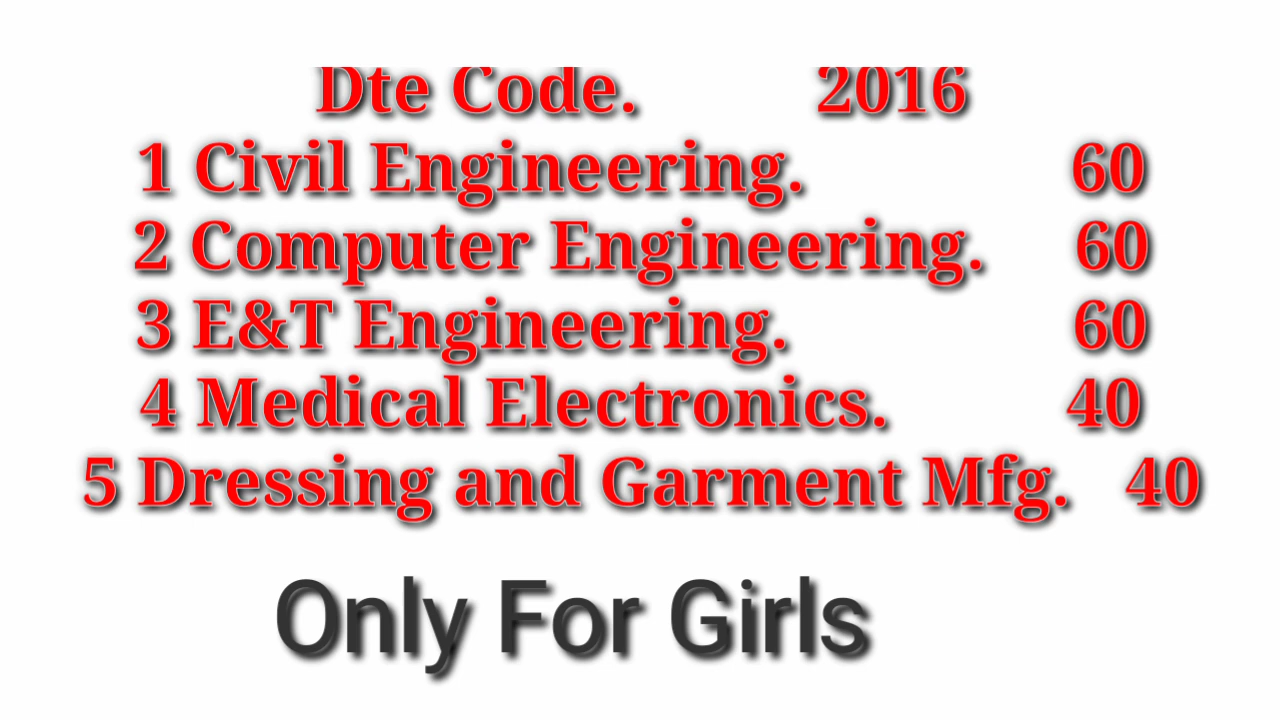 Dte Code. 2016
1 Civil Engineering. 60
2 Computer Engineering. 60
3 E&T Engineering. 60
4 Medical Electronics. 40
5 Dressing and Garment Mfg. 40
Only For Girls